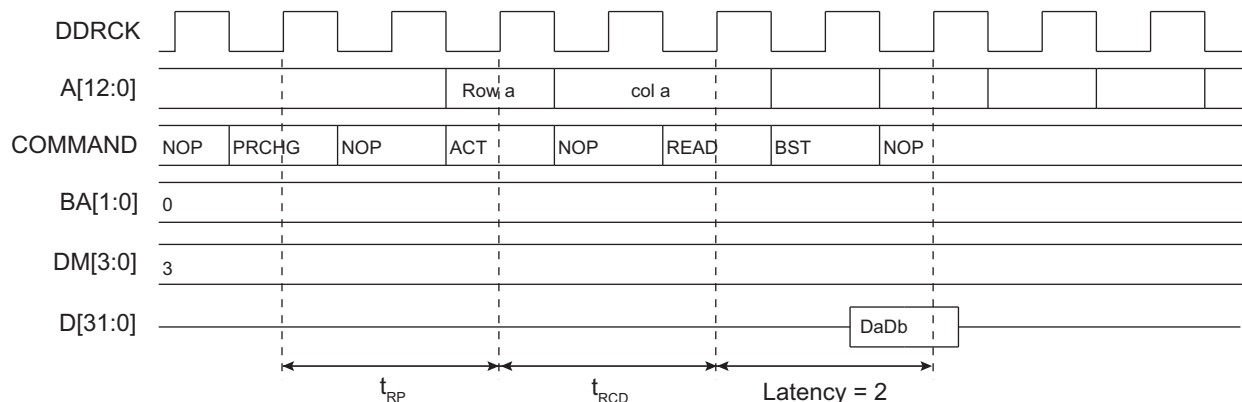 DDRCK
A[12:0] Row a col a
COMMAND NOP PRCHG NOP ACT NOP READ BST NOP
BA[1:0] 0
DM[3:0] 3
D[31:0] DaDb
tRP tRCD Latency = 2